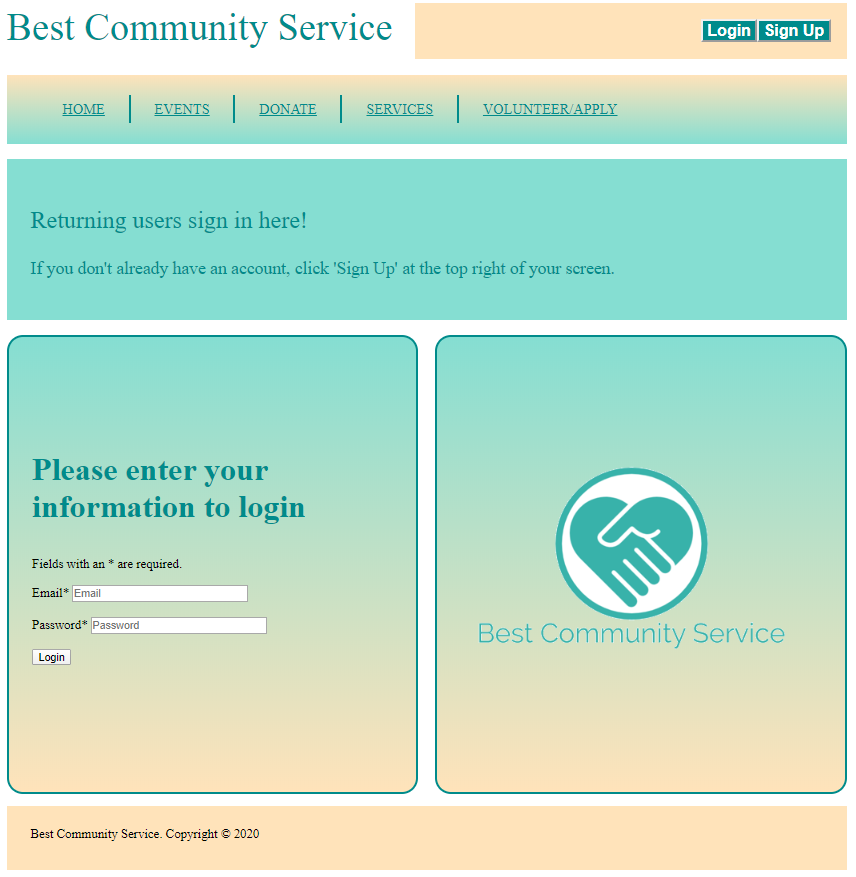 Best Community Service
Login Sign Up
HOME EVENTS DONATE SERVICES VOLUNTEER/APPLY
Returning users sign in here!
If you don't already have an account, click 'Sign Up' at the top right of your screen.
Please enter your
information to login
Fields with an * are required.
Email* Email
Password* Password
Login
Best Community Service
Best Community Service. Copyright © 2020